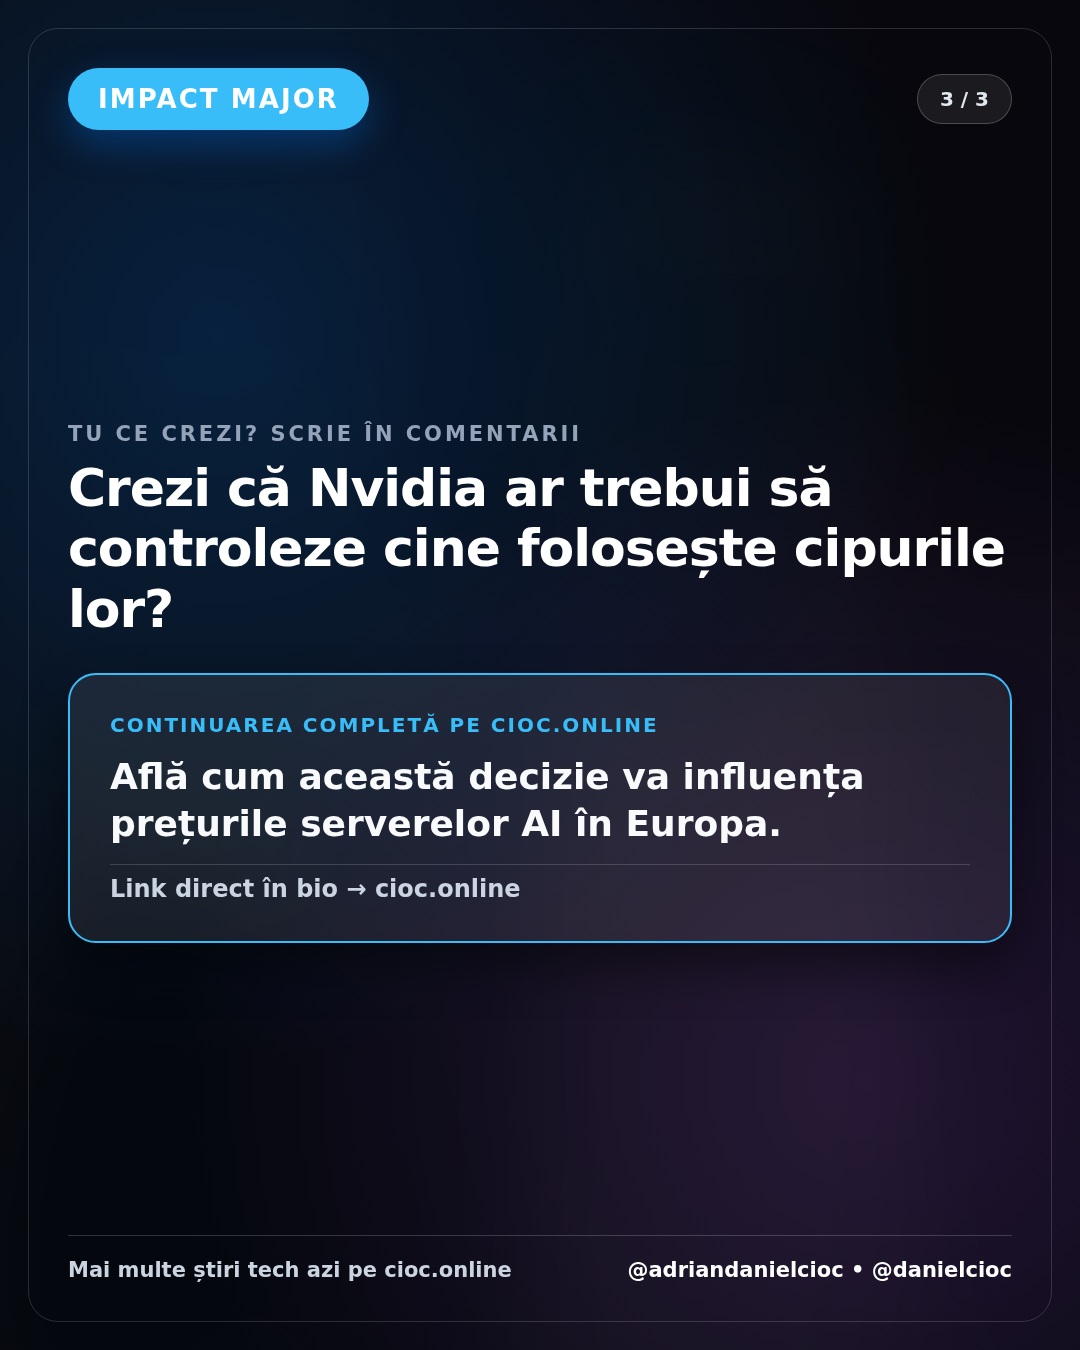 IMPACT MAJOR
3 / 3
TU CE CREZI? SCRIE ÎN COMENTARII
Crezi că Nvidia ar trebui să
controleze cine folosește cipurile
lor?
CONTINUAREA COMPLETĂ PE CIOC.ONLINE
Află cum această decizie va influența
prețurile serverelor AI în Europa.
Link direct în bio → cioc.online
Mai multe știri tech azi pe cioc.online
@adriandanielcioc • @danielcioc